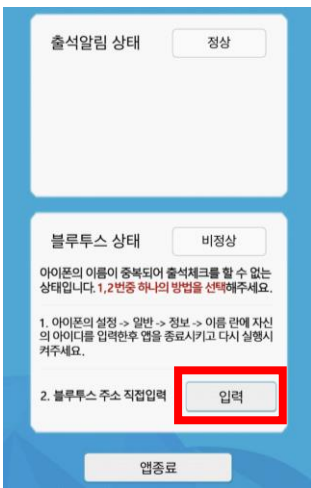 출석알림 상태 정상
블루투스 상태 비정상
아이폰의 이름이 중복되어 출석체크를 할 수 없는
상태입니다. 1,2번중 하나의 방법을 선택해주세요.
1. 아이폰의 설정 -> 일반 -> 정보 -> 이름 란에 자신
의 아이디를 입력한후 앱을 종료시키고 다시 실행시
켜주세요.
2. 블루투스 주소 직접입력 입력
앱종료